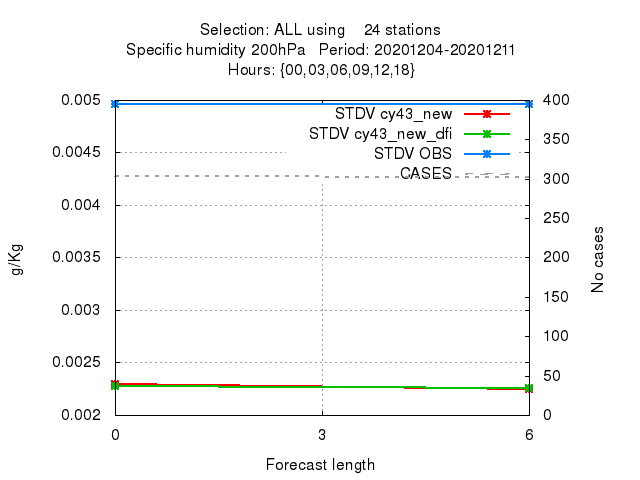 Selection: ALL using    24 stations
Specific humidity 200hPa   Period: 20201204-20201211
Hours: {00,03,06,09,12,18}
STDV cy43_new
STDV cy43_new_dfi
STDV OBS
CASES
g/Kg
0.005
0.0045
0.004
0.0035
0.003
0.0025
0.002
400
350
300
250
200
150
100
50
0
No cases
0
3
6
Forecast length